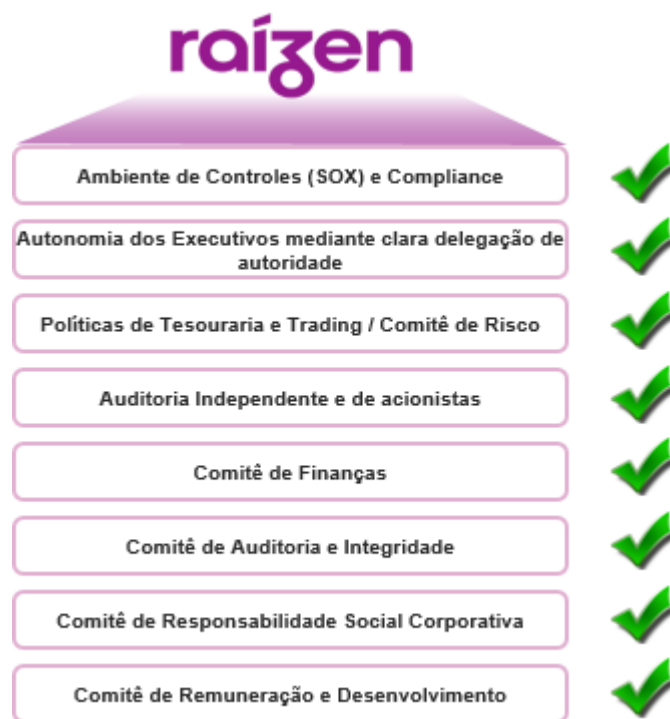 raízen
Ambiente de Controles (SOX) e Compliance
Autonomia dos Executivos mediante clara delegação de
autoridade
Políticas de Tesouraria e Trading / Comitê de Risco
Auditoria Independente e de acionistas
Comitê de Finanças
Comitê de Auditoria e Integridade
Comitê de Responsabilidade Social Corporativa
Comitê de Remuneração e Desenvolvimento